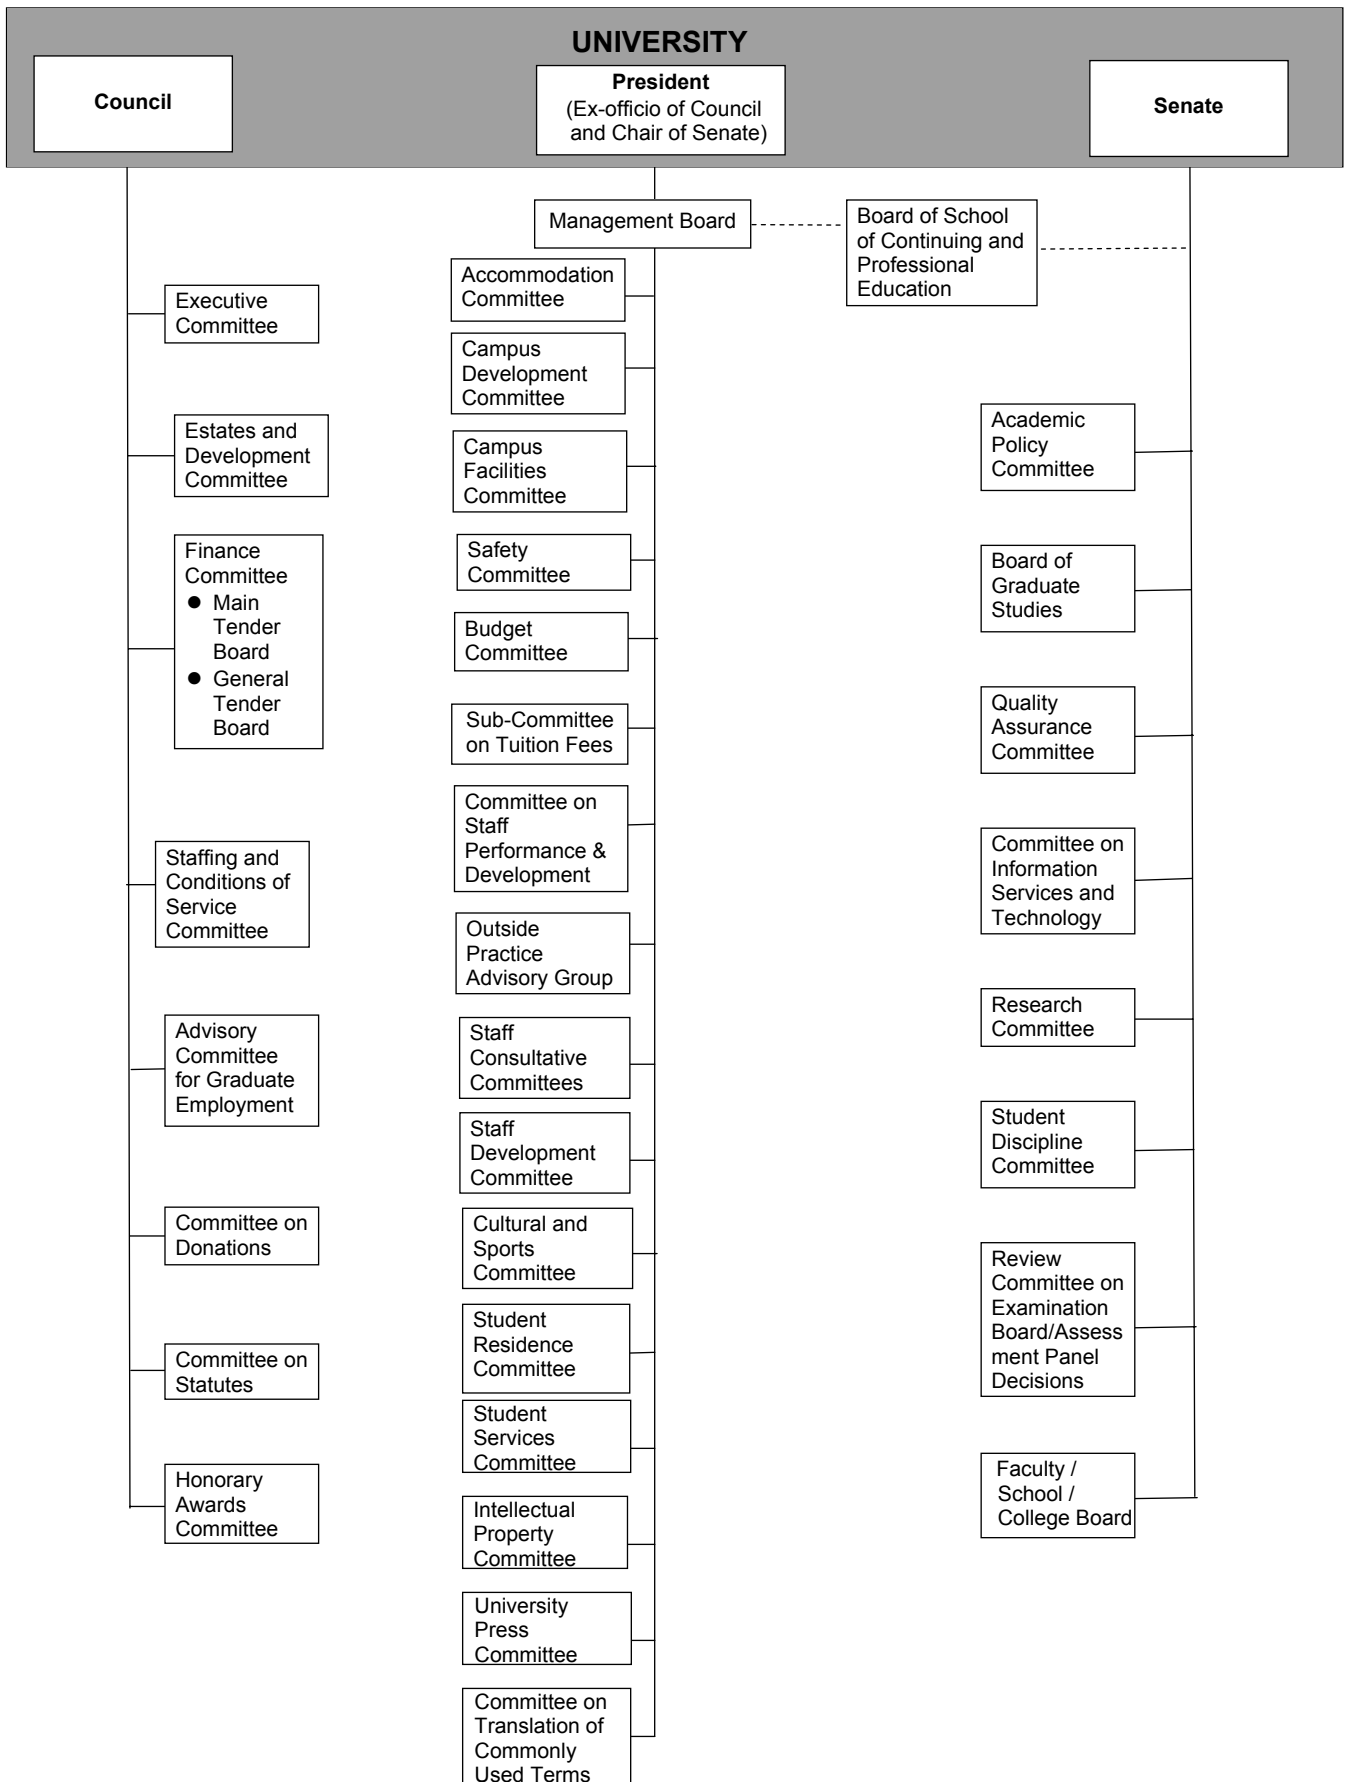 UNIVERSITY
Council
President
(Ex-officio of Council
and Chair of Senate)
Senate
Management Board
Board of School
of Continuing and
Professional
Education
Executive
Committee
Estates and
Development
Committee
Finance
Committee
● Main
Tender
Board
● General
Tender
Board
Staffing and
Conditions of
Service
Committee
Advisory
Committee
for Graduate
Employment
Committee on
Donations
Committee on
Statutes
Honorary
Awards
Committee
Accommodation
Committee
Campus
Development
Committee
Campus
Facilities
Committee
Safety
Committee
Budget
Committee
Sub-Committee
on Tuition Fees
Committee on
Staff
Performance &
Development
Outside
Practice
Advisory Group
Staff
Consultative
Committees
Staff
Development
Committee
Cultural and
Sports
Committee
Student
Residence
Committee
Student
Services
Committee
Intellectual
Property
Committee
University
Press
Committee
Committee on
Translation of
Commonly
Used Terms
Academic
Policy
Committee
Board of
Graduate
Studies
Quality
Assurance
Committee
Committee on
Information
Services and
Technology
Research
Committee
Student
Discipline
Committee
Review
Committee on
Examination
Board/Assess
ment Panel
Decisions
Faculty /
School /
College Board